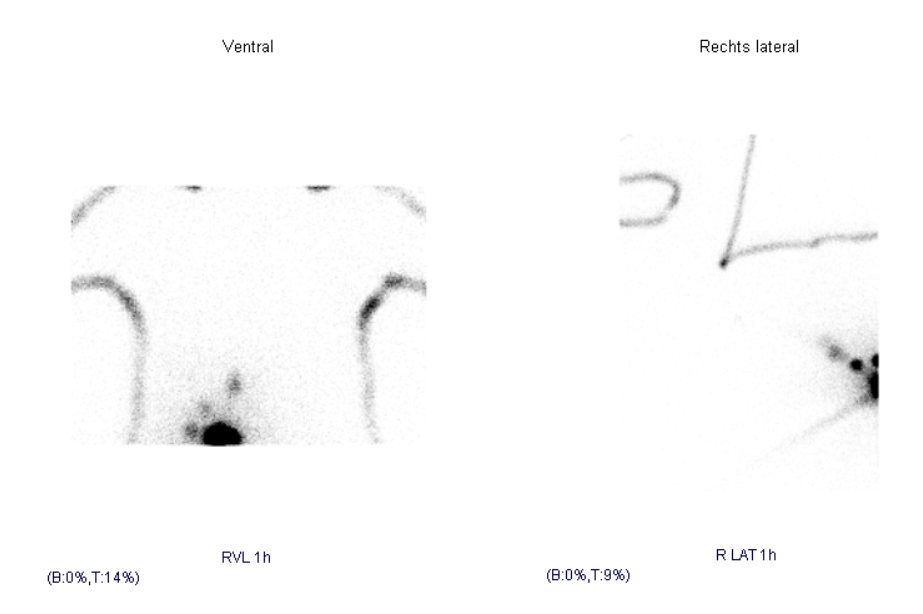 Ventral
Rechts lateral
RVL 1h
(B:0%,T:14%)
R LAT 1h
(B:0%,T:9%)